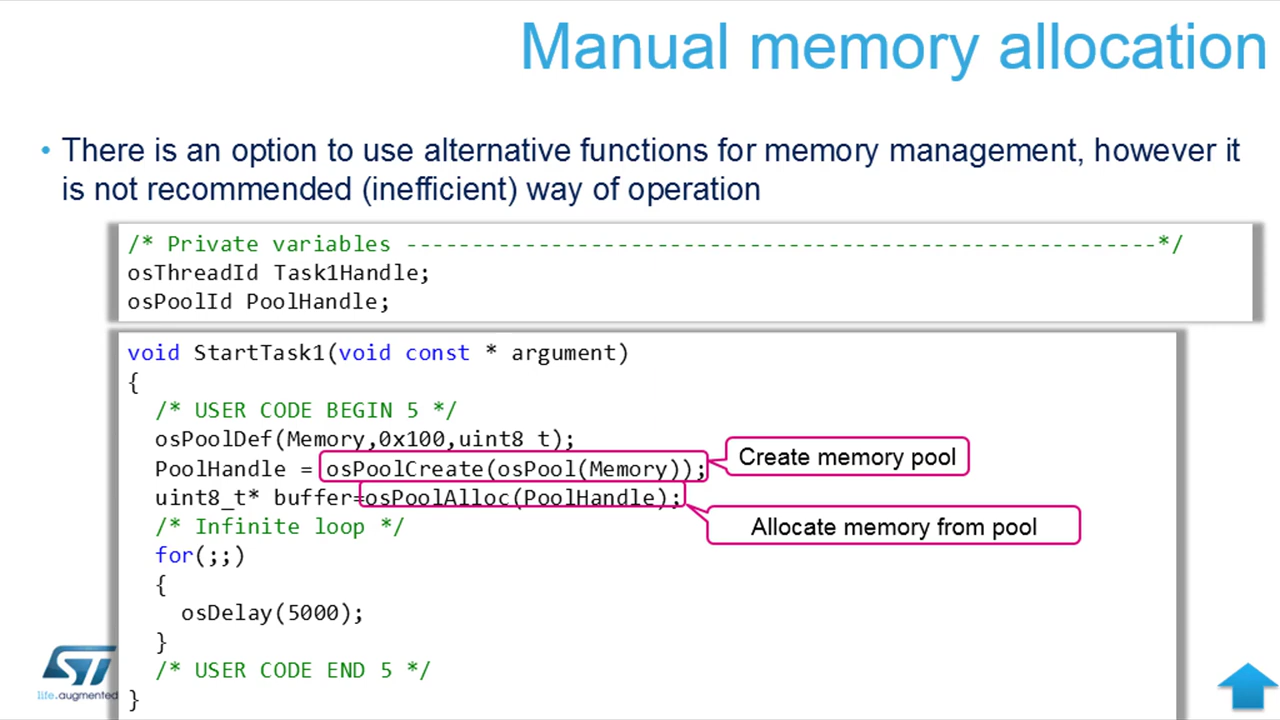 Manual memory allocation
• There is an option to use alternative functions for memory management, however it
is not recommended (inefficient) way of operation
/* Private variables ---------------------------------------------------------*/
osThreadId Task1Handle;
osPoolId PoolHandle;
void StartTask1(void const * argument)
{
/* USER CODE BEGIN 5 */
osPoolDef(Memory,0x100,uint8_t);
PoolHandle = osPoolCreate(osPool(Memory));
Create memory pool
uint8_t* buffer=osPoolAlloc(PoolHandle);
Allocate memory from pool
/* Infinite loop */
for(;;)
{
osDelay(5000);
}
/* USER CODE END 5 */
}
ST
life.augmented